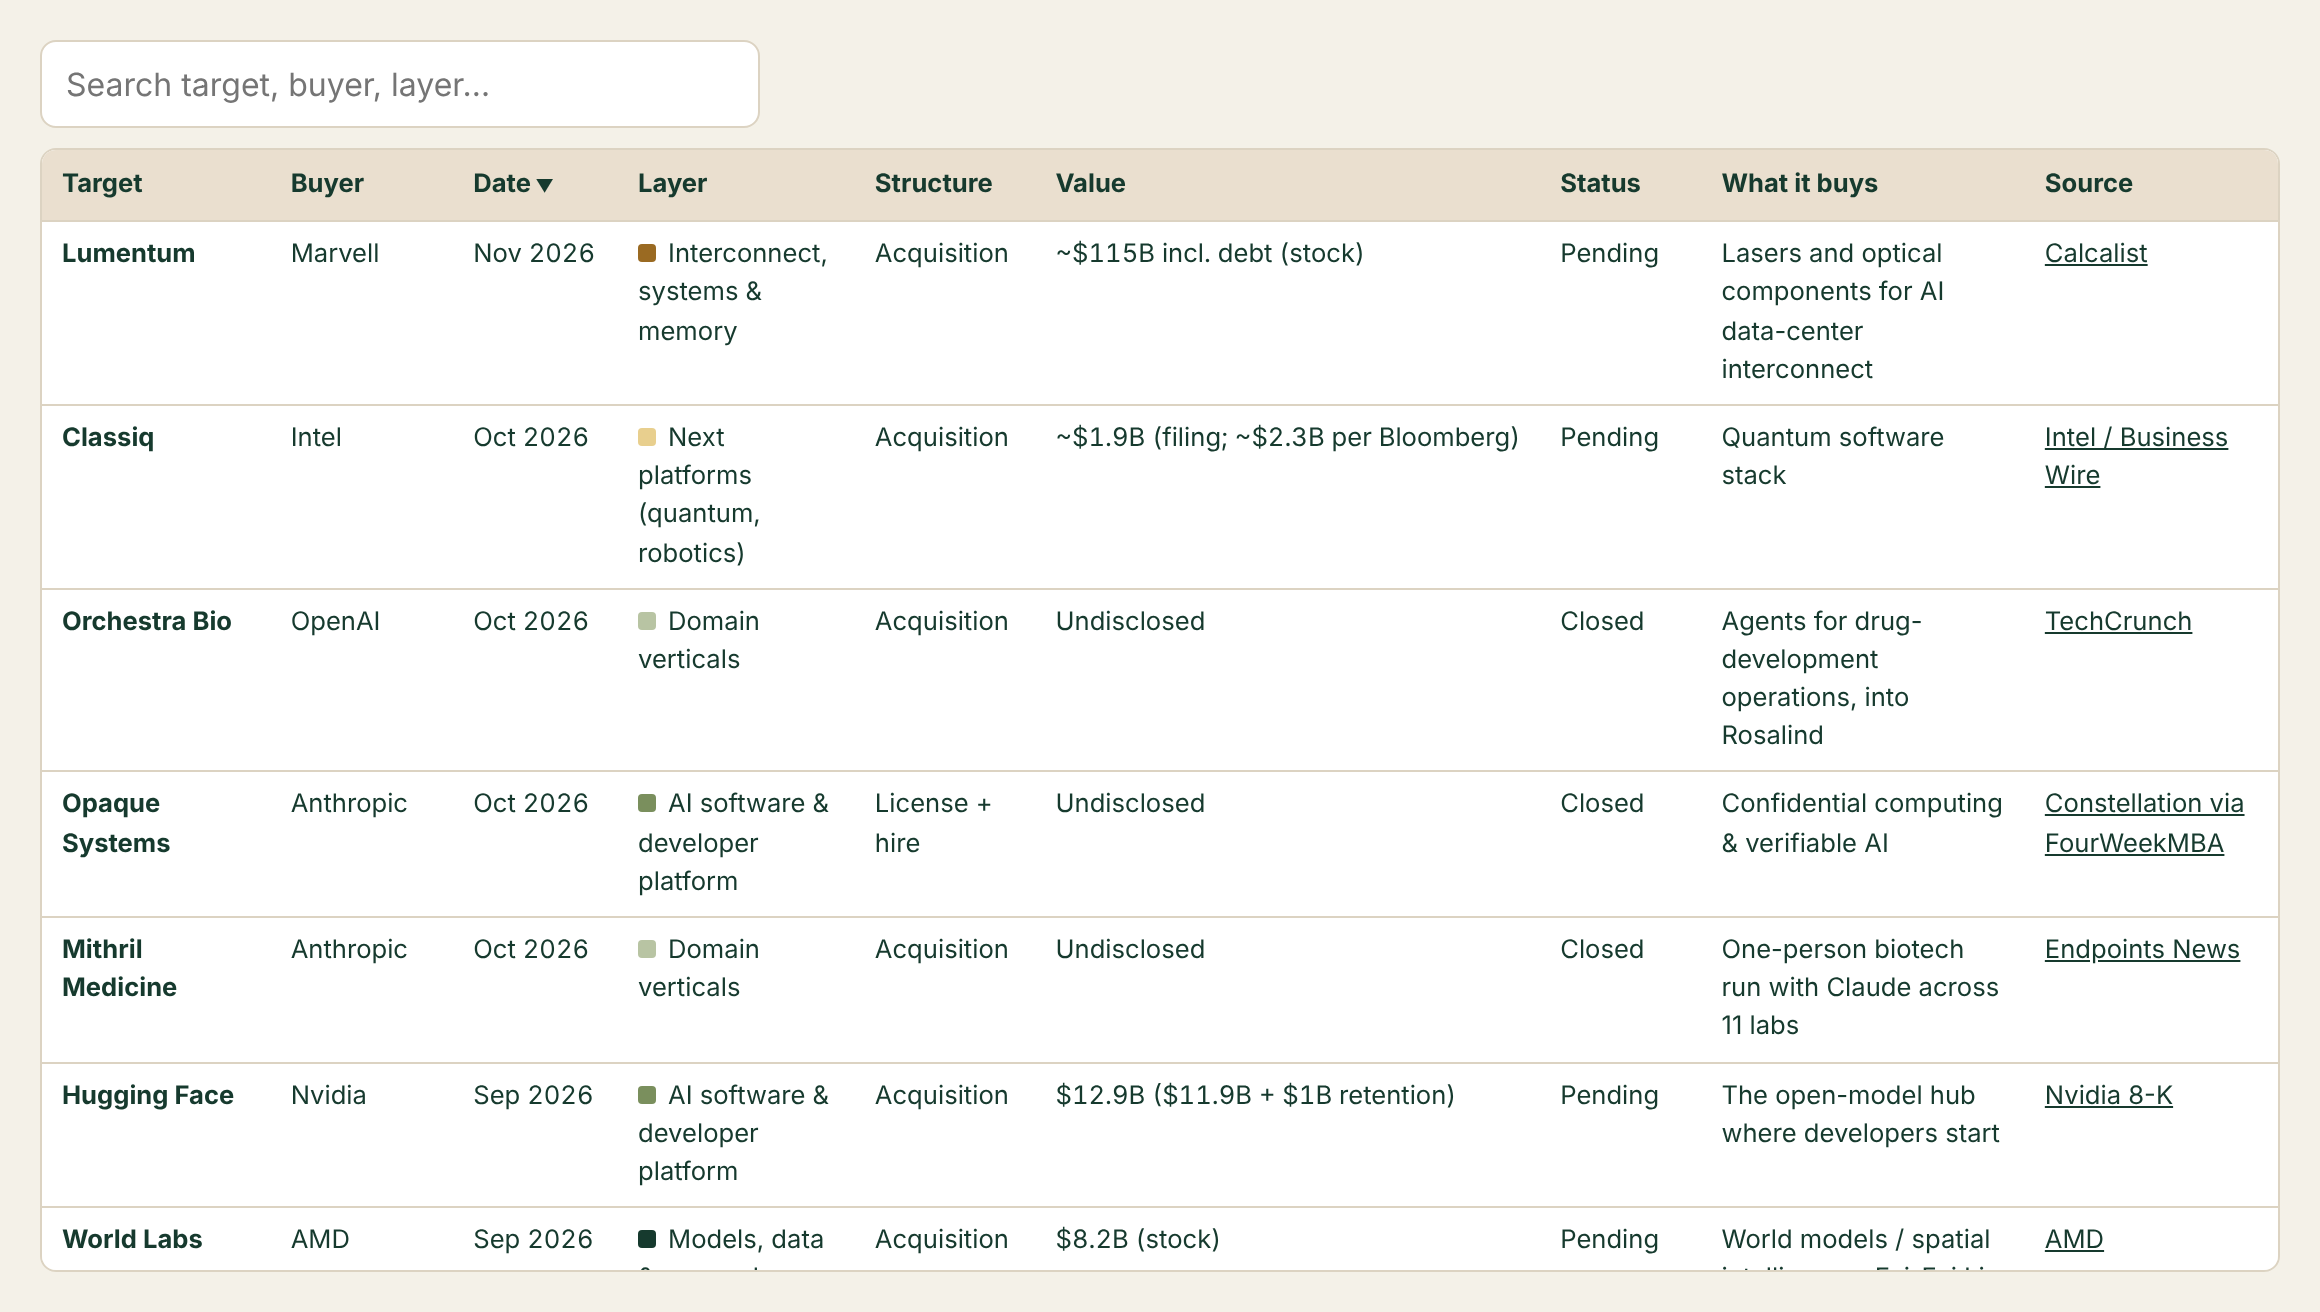 Search target, buyer, layer...
Target Buyer Date▼ Layer Structure Value Status What it buys Source
Lumentum Marvell Nov 2026 Interconnect, Acquisition ~$115B incl. debt (stock) Pending Lasers and optical Calcalist
systems & components for AI
memory data-center
interconnect
Classiq Intel Oct 2026 Next Acquisition ~$1.9B (filing; ~$2.3B per Bloomberg) Pending Quantum software Intel / Business
platforms stack Wire
(quantum,
robotics)
Orchestra Bio OpenAI Oct 2026 Domain Acquisition Undisclosed Closed Agents for drug- TechCrunch
verticals development
operations, into
Rosalind
Opaque Anthropic Oct 2026 AI software & License + Undisclosed Closed Confidential computing Constellation via
Systems developer hire & verifiable AI FourWeekMBA
platform
Mithril Anthropic Oct 2026 Domain Acquisition Undisclosed Closed One-person biotech Endpoints News
Medicine verticals run with Claude across
11 labs
Hugging Face Nvidia Sep 2026 AI software & Acquisition $12.9B ($11.9B + $1B retention) Pending The open-model hub Nvidia 8-K
developer where developers start
platform
World Labs AMD Sep 2026 Models, data Acquisition $8.2B (stock) Pending World models / spatial AMD